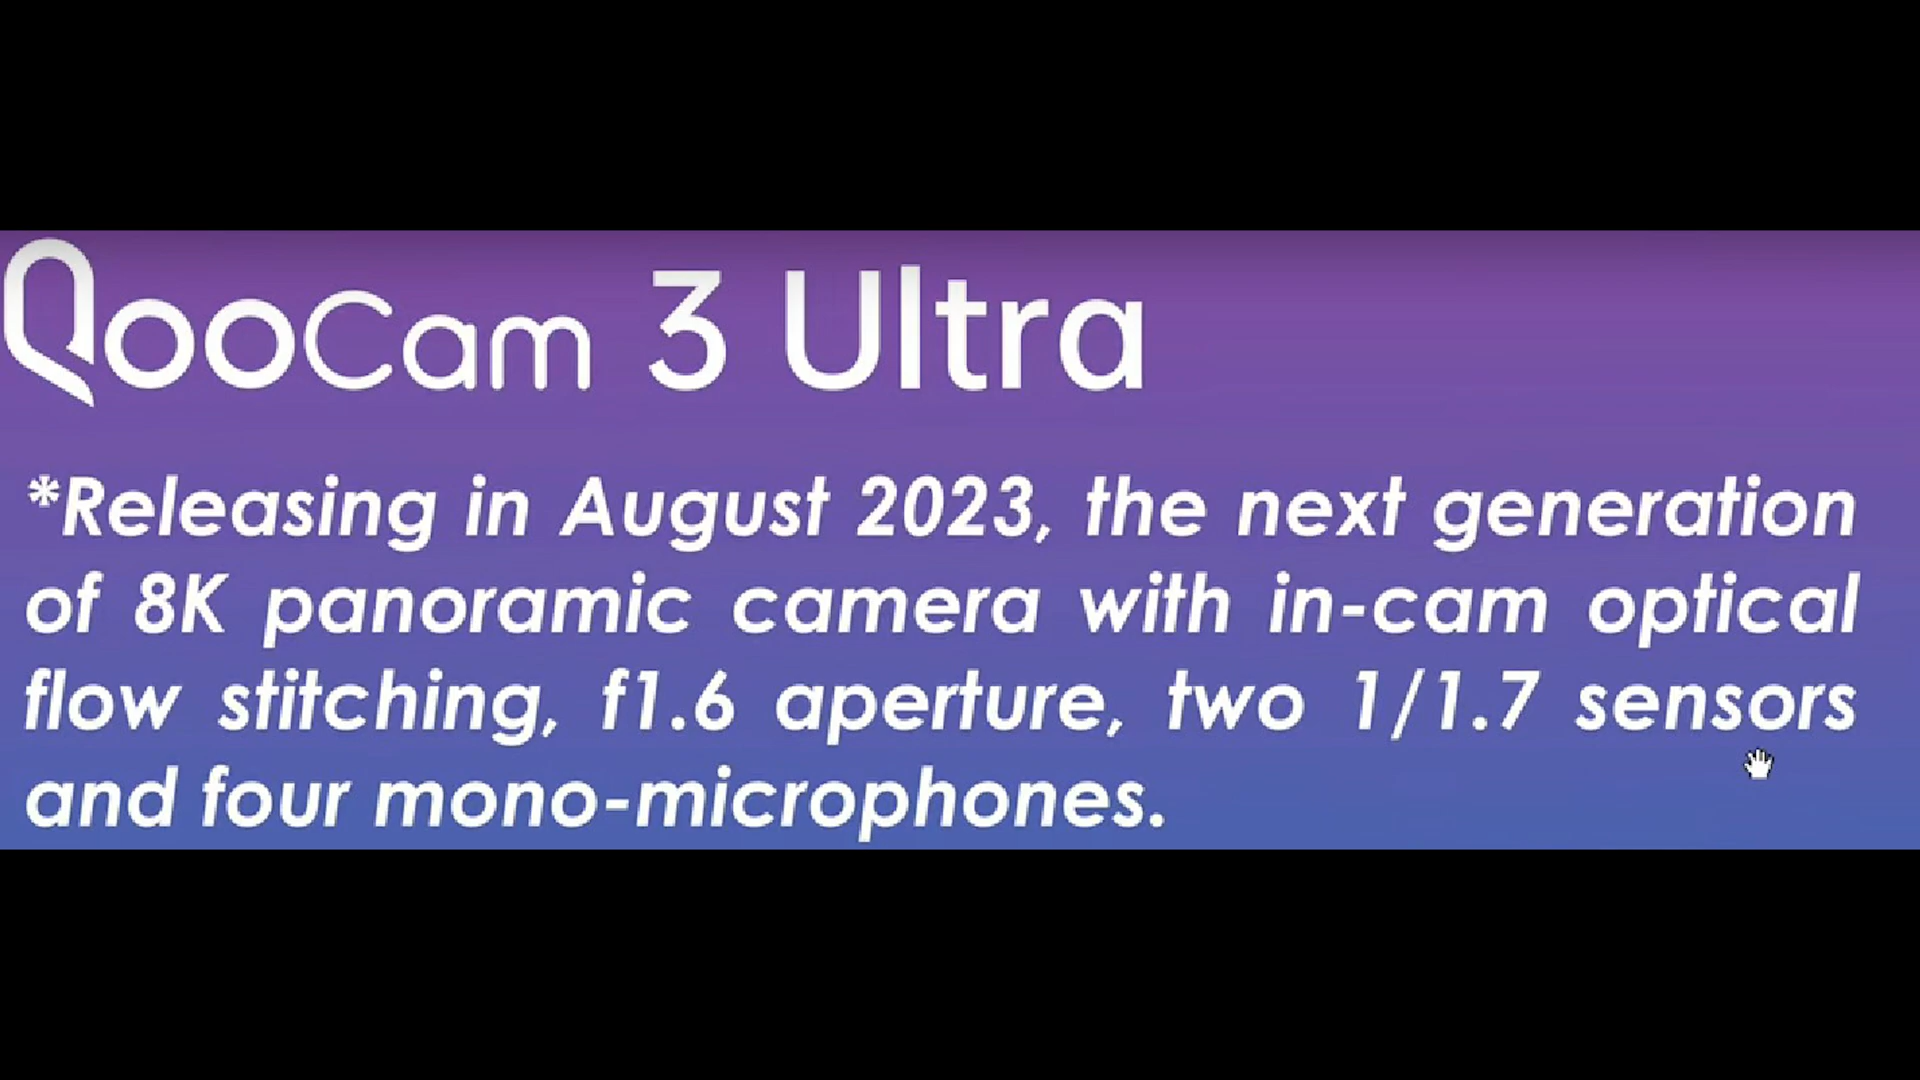 QooCam 3 Ultra
*Releasing in August 2023, the next generation
of 8K panoramic camera with in-cam optical
flow stitching, f1.6 aperture, two 1/1.7 sensors
and four mono-microphones.